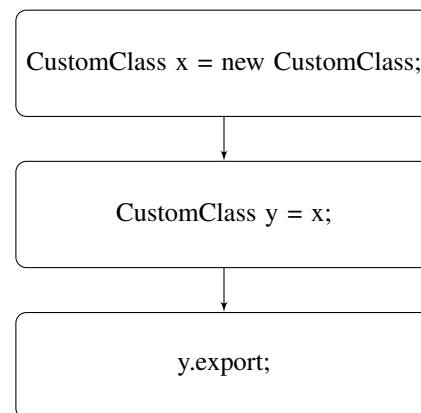 CustomClass x = new CustomClass;
CustomClass y = x;
y.export;